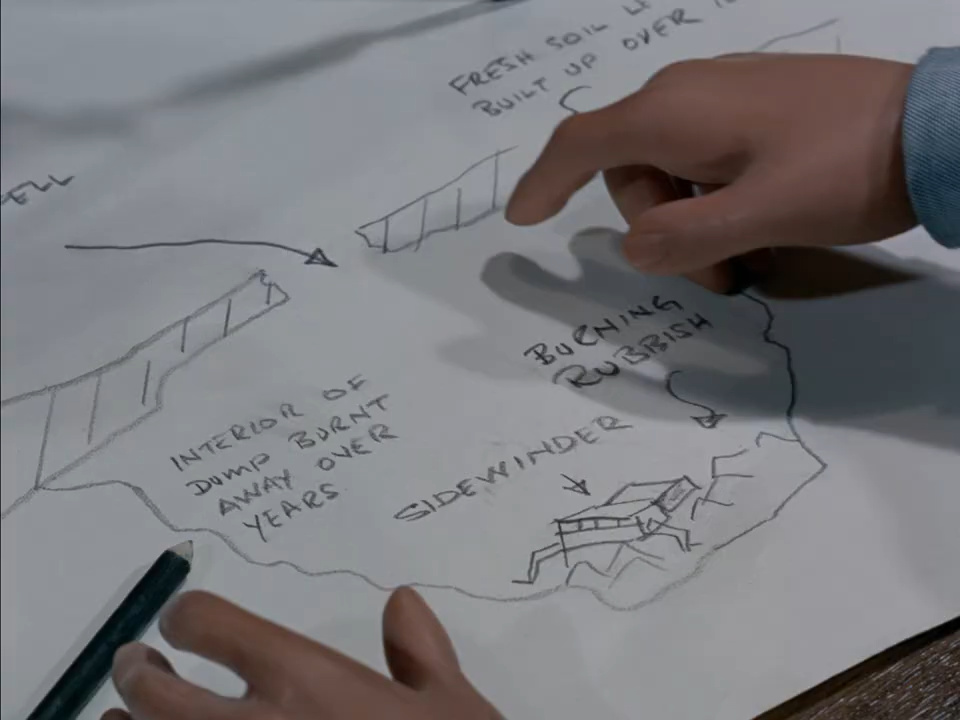 FRESH SOIL
BUILT UP OVER
BURNING
RUBBISH
INTERIOR OF
DUMP BURNT
AWAY OVER
YEARS
SIDEWINDER